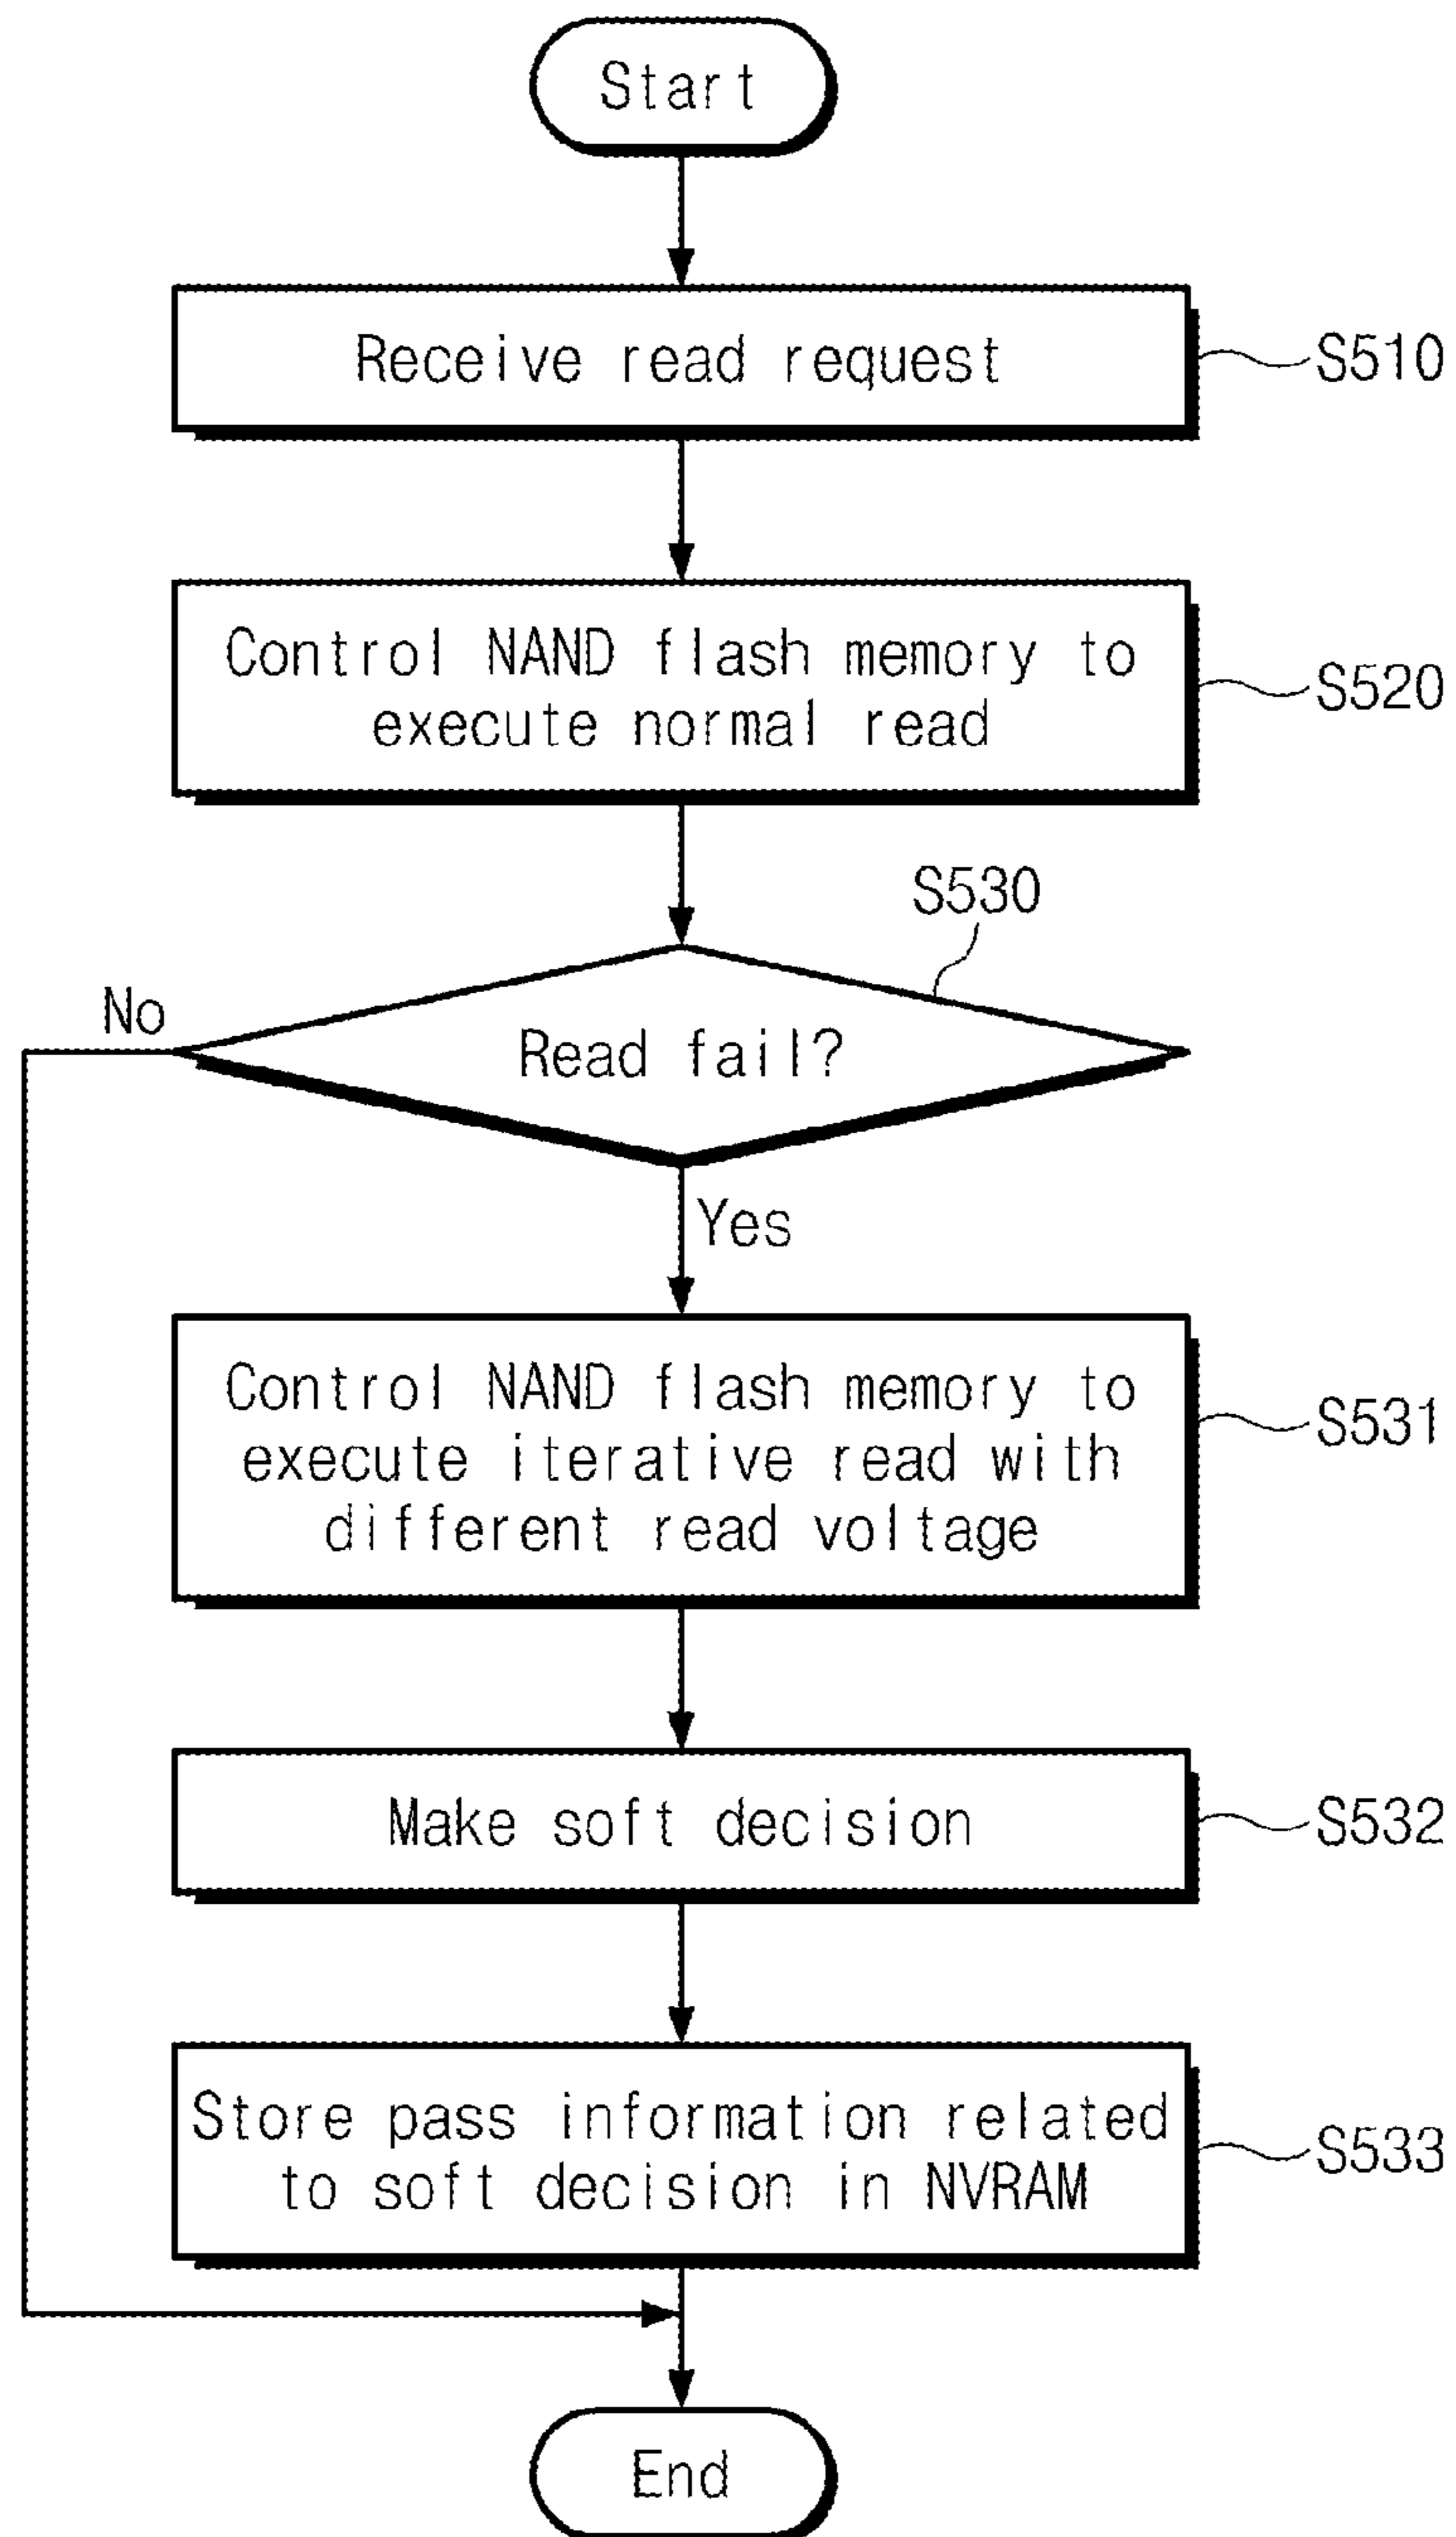 Start
Receive read request
S510
Control NAND flash memory to
execute normal read
S520
S530
No
Read fail?
Yes
Control NAND flash memory to
execute iterative read with
different read voltage
S531
Make soft decision
S532
Store pass information related
to soft decision in NVRAM
S533
End